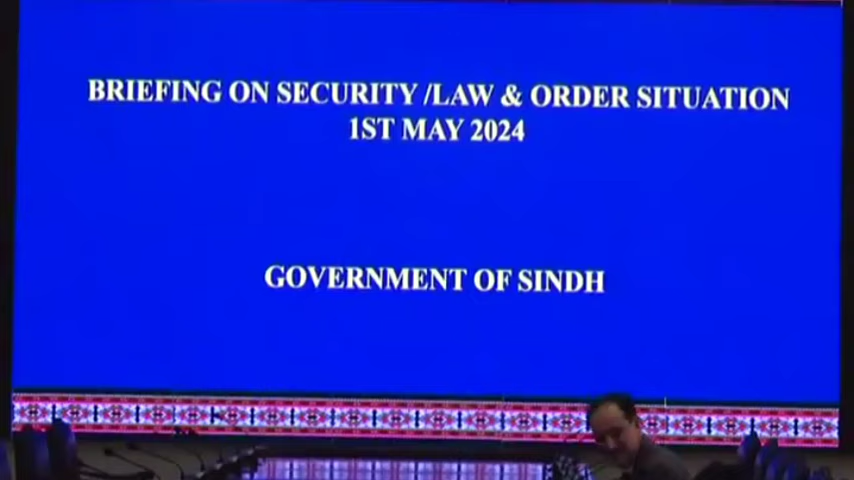 BRIEFING ON SECURITY /LAW & ORDER SITUATION
1ST MAY 2024
GOVERNMENT OF SINDH